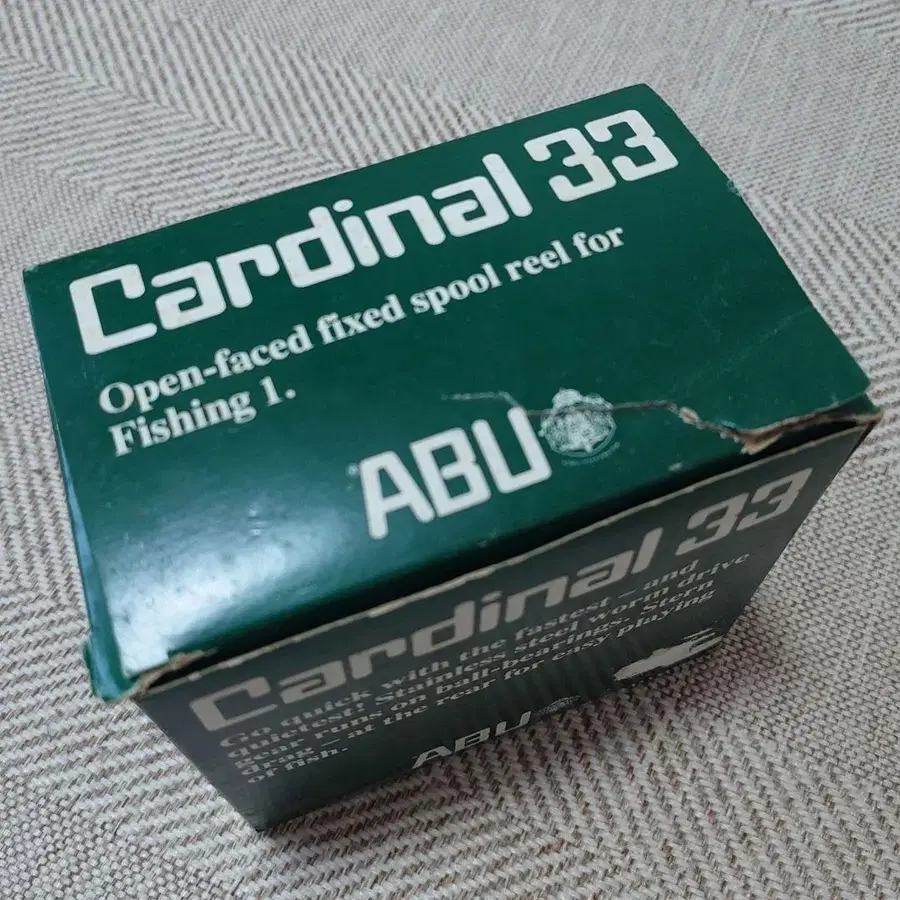 Cardinal 33
Open-faced fixed spool reel for
Fishing 1.
ABU
Cardinal 33
Go quick with the fastest – and
quietest! Stainless steel worm drive
gear runs on ball-bearings. Stern
drag – at the rear for easy playing
of fish.
ABU